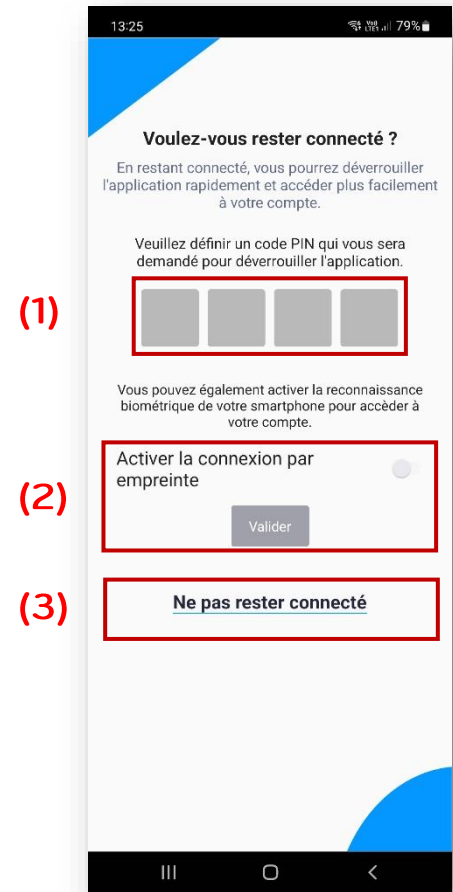 13:25
Vo)) LTE1 79%
Voulez-vous rester connecté ?
En restant connecté, vous pourrez déverrouiller
l'application rapidement et accéder plus facilement
à votre compte.
Veuillez définir un code PIN qui vous sera
demandé pour déverrouiller l'application.
(1)
Vous pouvez également activer la reconnaissance
biométrique de votre smartphone pour accèder à
votre compte.
Activer la connexion par
empreinte
(2)
Valider
(3)
Ne pas rester connecté